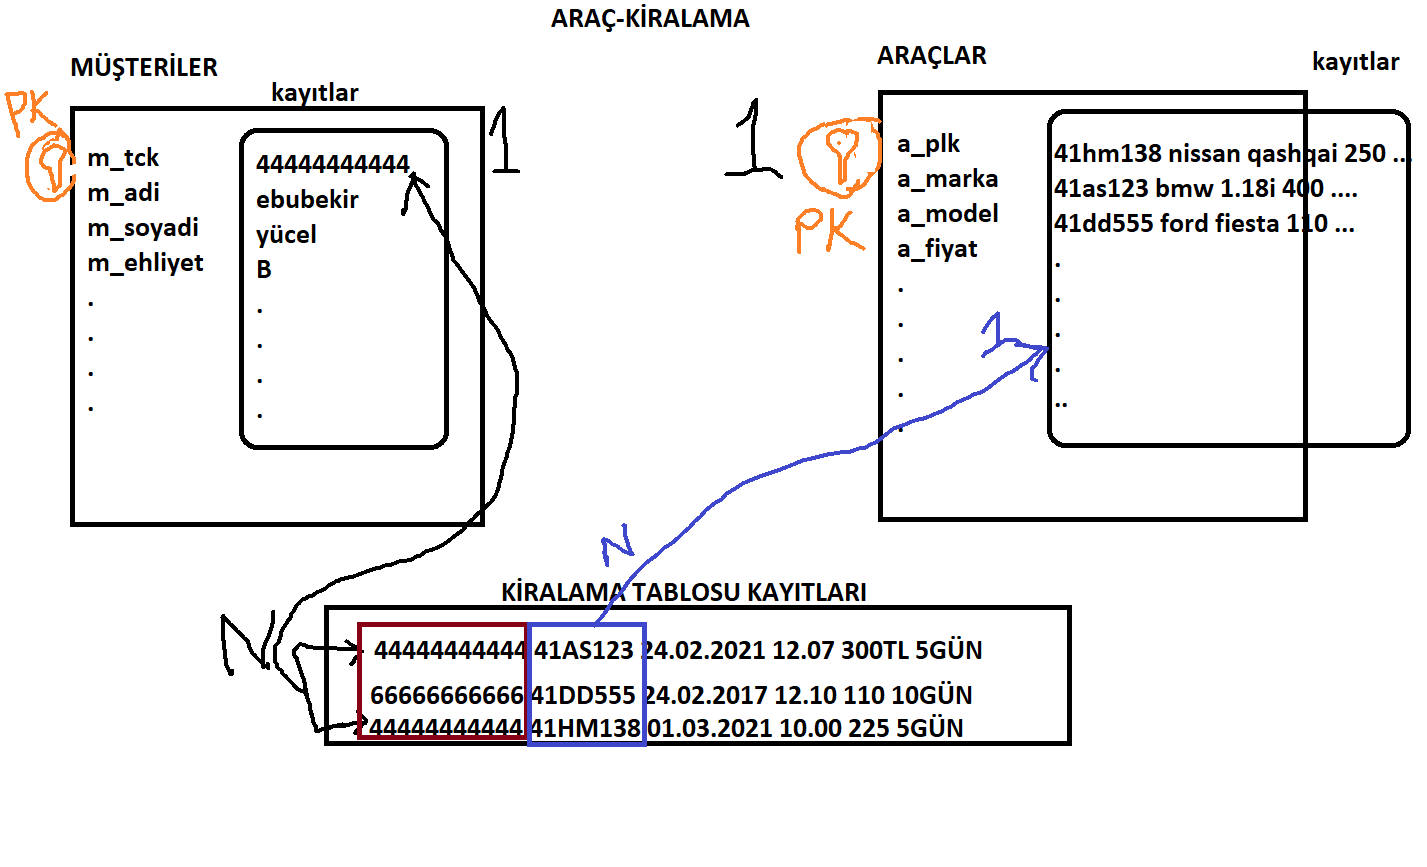 ARAÇ-KİRALAMA
MÜŞTERİLER
kayıtlar
PK
m_tck
m_adi
m_soyadi
m_ehliyet
.
.
.
.
44444444444
ebubekir
yücel
B
.
.
.
.
1
1
ARAÇLAR
kayıtlar
PK
a_plk
a_marka
a_model
a_fiyat
.
.
.
.
.
41hm138 nissan qashqai 250 ...
41as123 bmw 1.18i 400 ....
41dd555 ford fiesta 110 ...
.
.
.
.
..
1
N
N
KİRALAMA TABLOSU KAYITLARI
44444444444 41AS123 24.02.2021 12.07 300TL 5GÜN
66666666666 41DD555 24.02.2017 12.10 110 10GÜN
44444444444 41HM138 01.03.2021 10.00 225 5GÜN